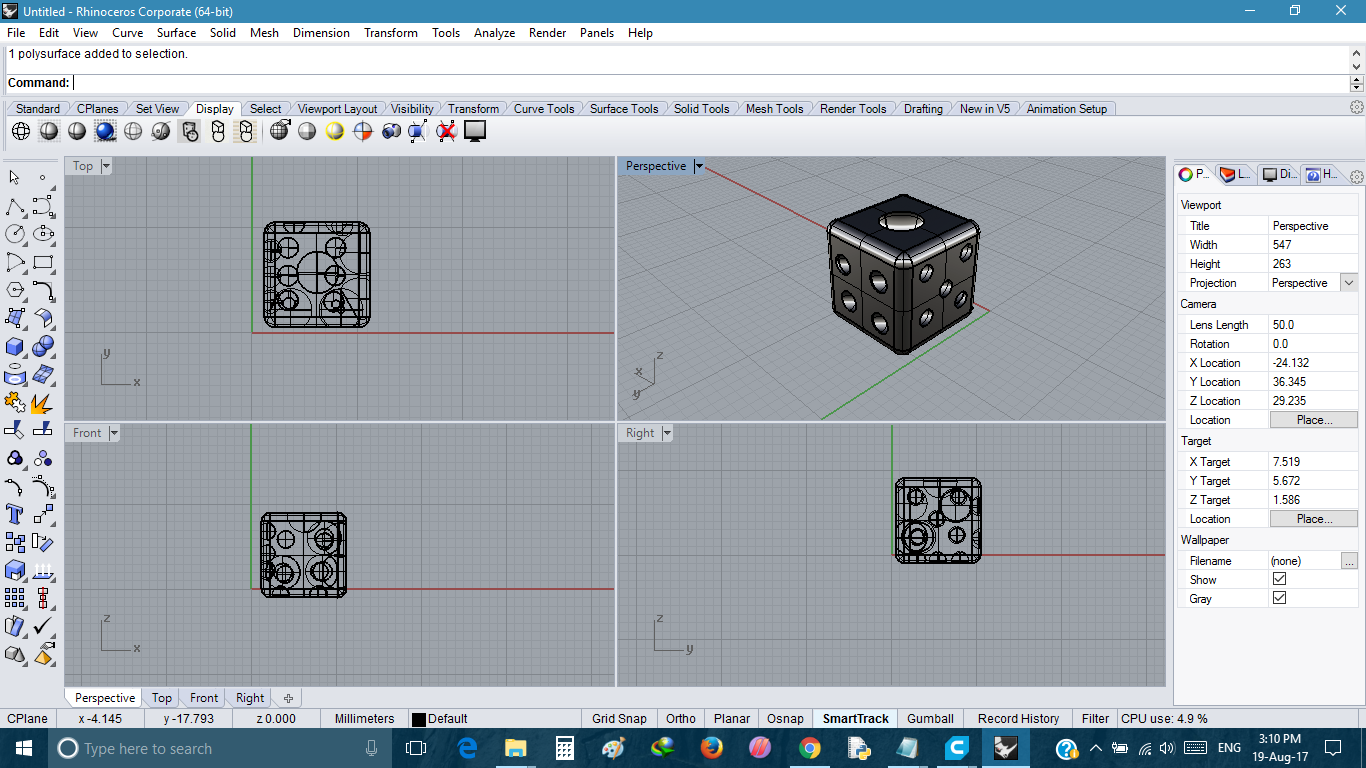 Untitled - Rhinoceros Corporate (64-bit)
File Edit View Curve Surface Solid Mesh Dimension Transform Tools Analyze Render Panels Help
1 polysurface added to selection.
Command:
Standard CPlanes Set View Display Select Viewport Layout Visibility Transform Curve Tools Surface Tools Solid Tools Mesh Tools Render Tools Drafting New in V5 Animation Setup
Top
Perspective
P... L... Di... H...
Viewport
Title Perspective
Width 547
Height 263
Projection Perspective
Camera
Lens Length 50.0
Rotation 0.0
X Location -24.132
Y Location 36.345
Z Location 29.235
Location Place...
Target
X Target 7.519
Y Target 5.672
Z Target 1.586
Location Place...
Wallpaper
Filename (none) ...
Show
Gray
y
x
z
x
y
Front
Right
z
x
z
y
Perspective Top Front Right
CPlane x -4.145 y -17.793 z 0.000 Millimeters Default Grid Snap Ortho Planar Osnap SmartTrack Gumball Record History Filter CPU use: 4.9 %
Type here to search
ENG
3:10 PM
19-Aug-17